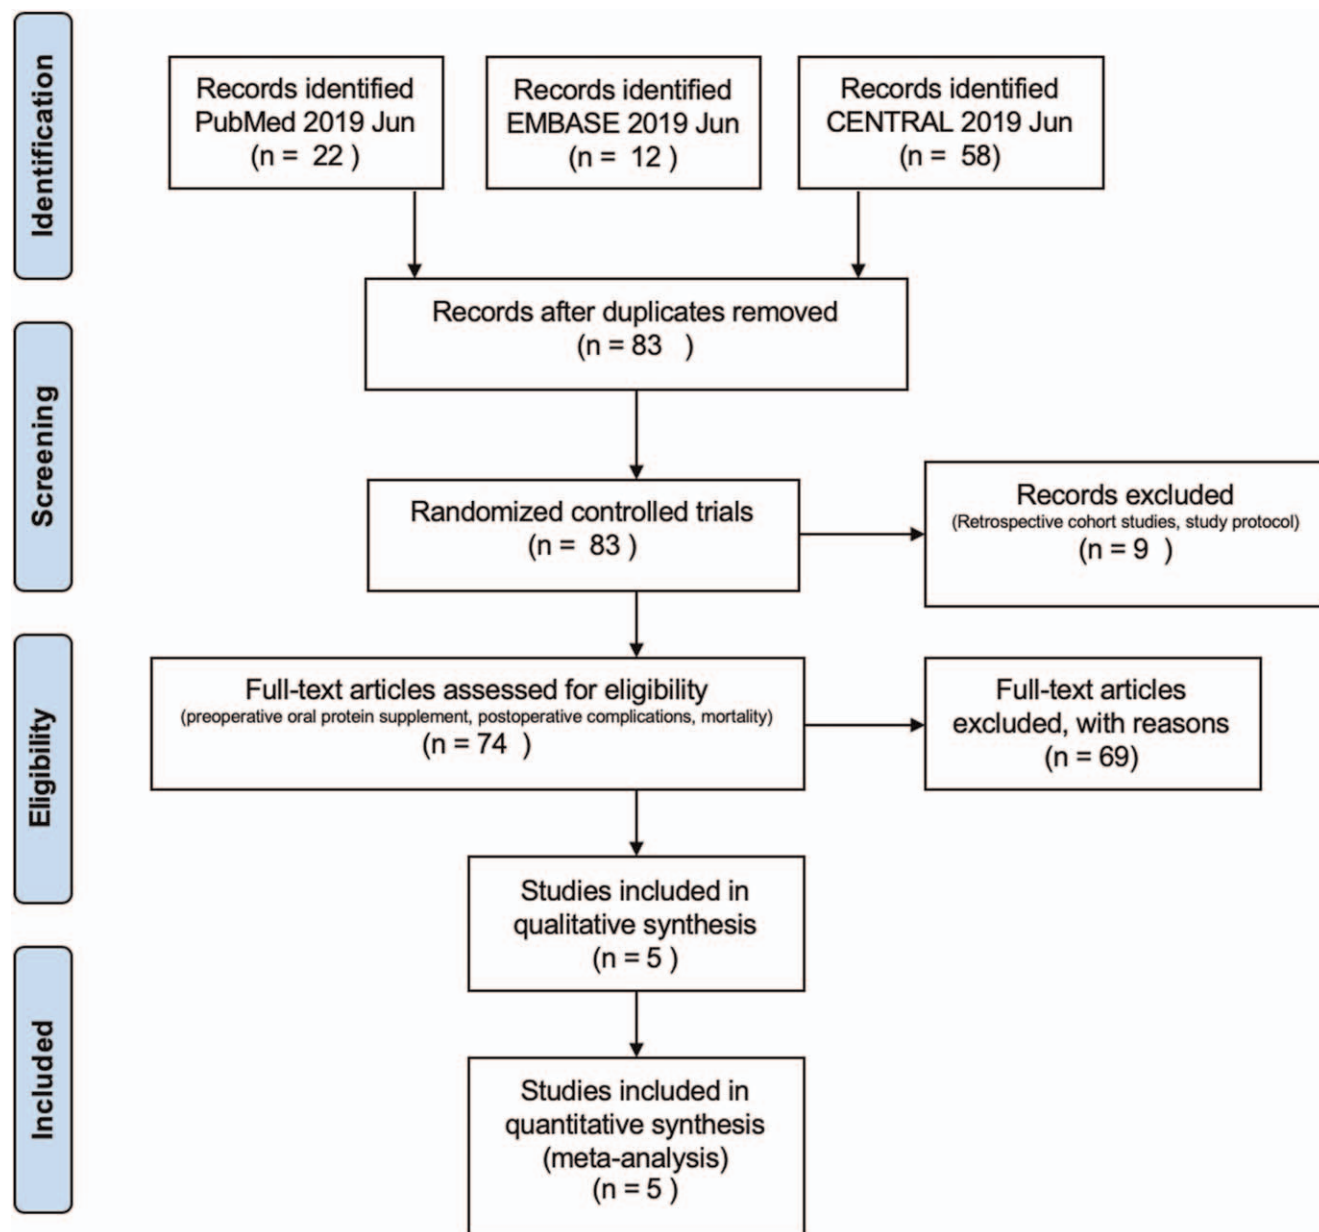 Identification
Records identified
PubMed 2019 Jun
(n = 22 )
Records identified
EMBASE 2019 Jun
(n = 12 )
Records identified
CENTRAL 2019 Jun
(n = 58)
Records after duplicates removed
(n = 83 )
Screening
Randomized controlled trials
(n = 83 )
Records excluded
(Retrospective cohort studies, study protocol)
(n = 9 )
Eligibility
Full-text articles assessed for eligibility
(preoperative oral protein supplement, postoperative complications, mortality)
(n = 74 )
Full-text articles
excluded, with reasons
(n = 69)
Studies included in
qualitative synthesis
(n = 5 )
Included
Studies included in
quantitative synthesis
(meta-analysis)
(n = 5 )